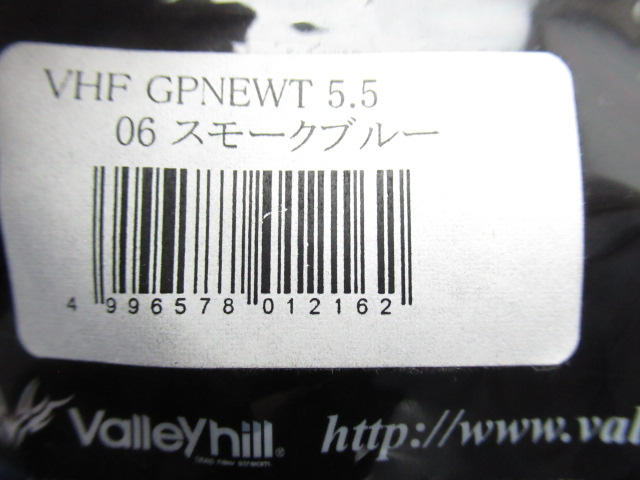 VHF GPNEWT 5.5
06 スモークブルー
4 996578 012162
Valleyhill®
http://www.val